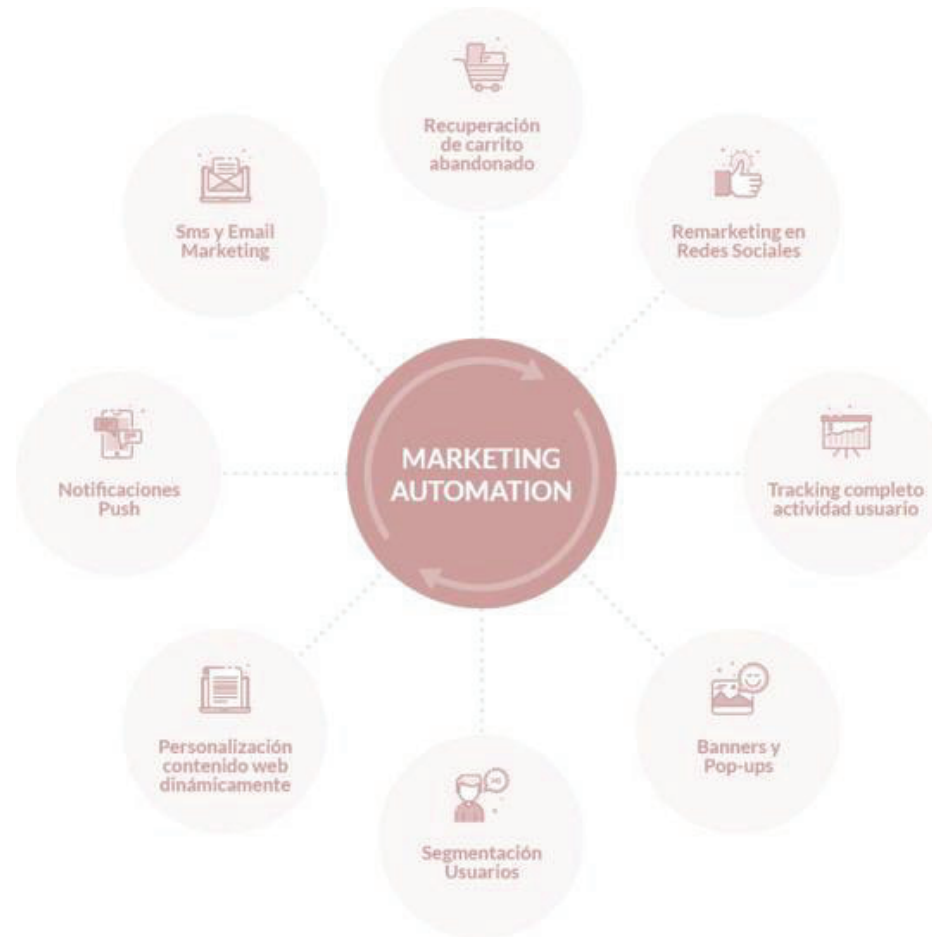 Recuperación
de carrito
abandonado
Sms y Email
Marketing
Remarketing en
Redes Sociales
MARKETING
AUTOMATION
Notificaciones
Push
Tracking completo
actividad usuario
Personalización
contenido web
dinámicamente
Banners y
Pop-ups
Segmentación
Usuarios